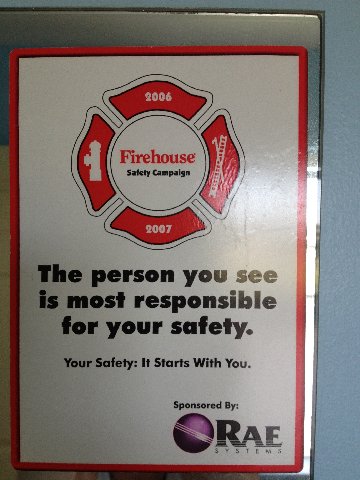 2006
Firehouse
Safety Campaign
2007
The person you see
is most responsible
for your safety.
Your Safety: It Starts With You.
Sponsored By:
RAE
SYSTEMS